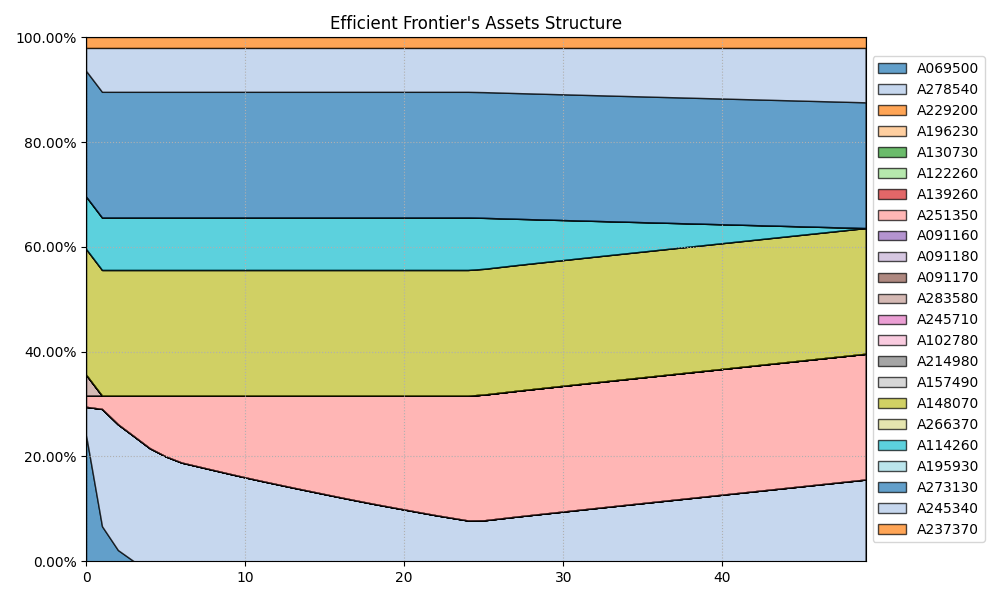 Efficient Frontier's Assets Structure
100.00%
80.00%
60.00%
40.00%
20.00%
0.00%
0
10
20
30
40
A069500
A278540
A229200
A196230
A130730
A122260
A139260
A251350
A091160
A091180
A091170
A283580
A245710
A102780
A214980
A157490
A148070
A266370
A114260
A195930
A273130
A245340
A237370